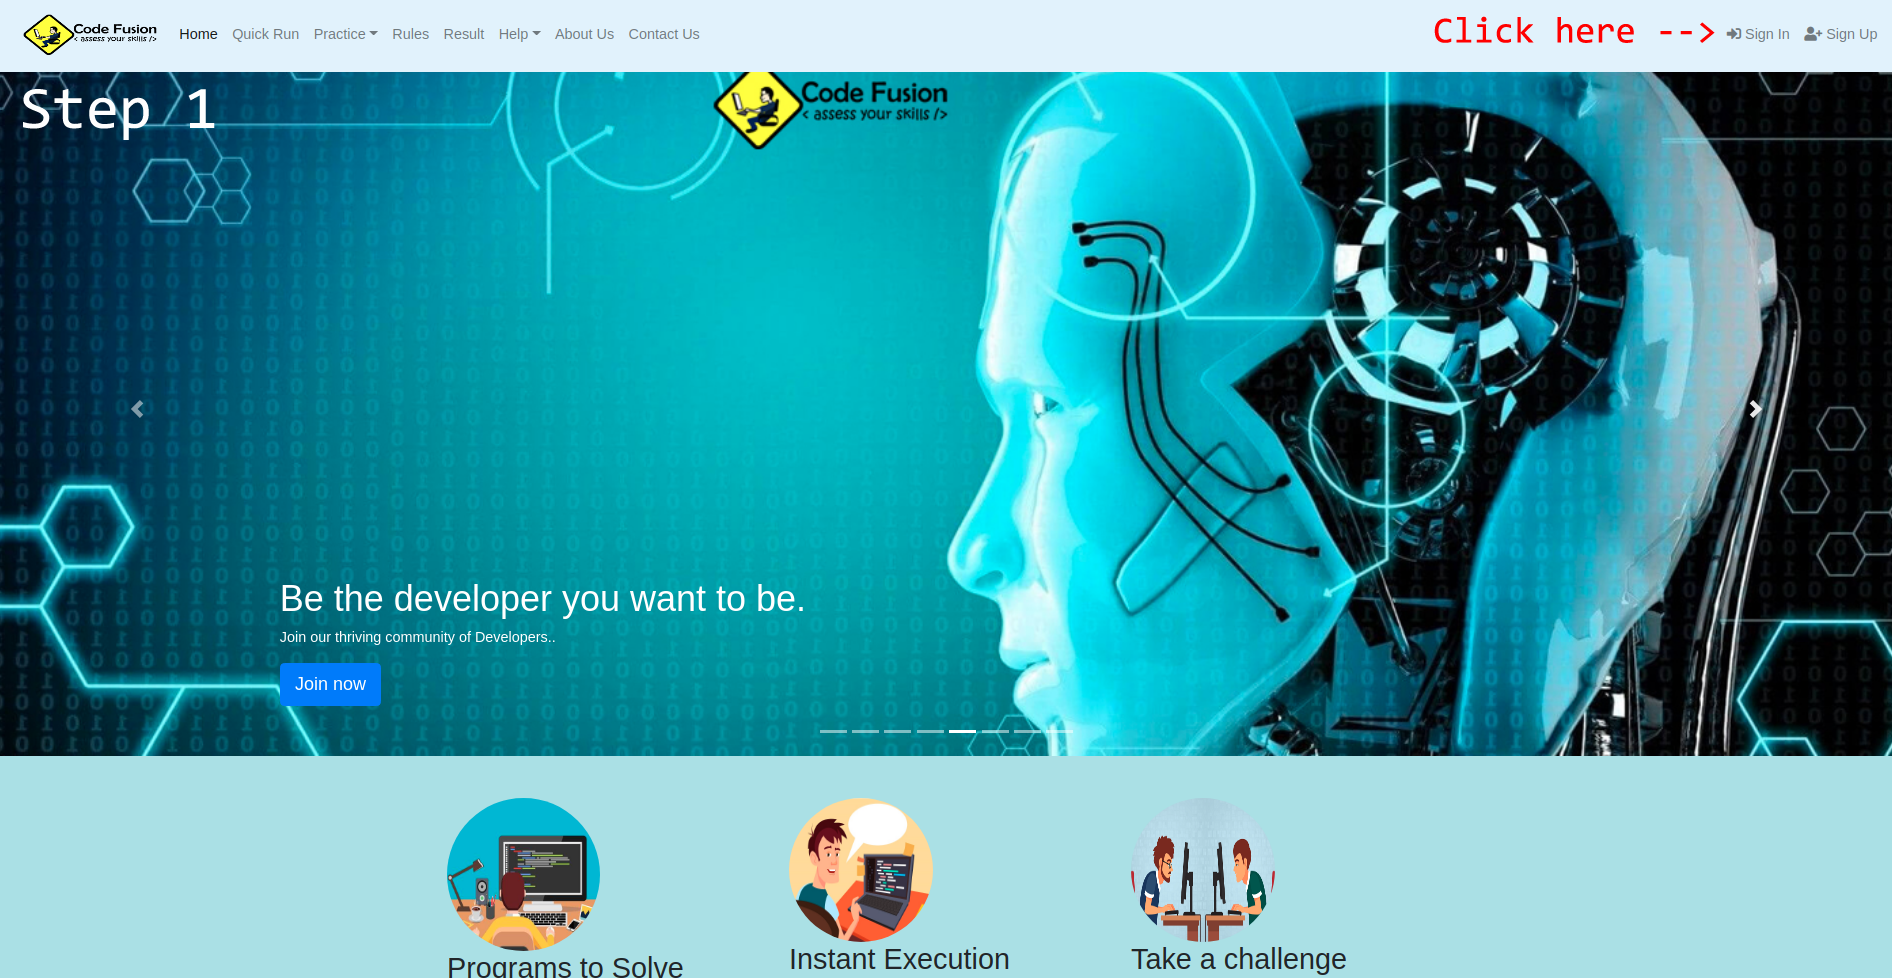 Code Fusion
< assess your skills />
Home Quick Run Practice Rules Result Help About Us Contact Us
Click here --> Sign In Sign Up
Step 1
Code Fusion
< assess your skills />
Be the developer you want to be.
Join our thriving community of Developers..
Join now
Programs to Solve
Instant Execution
Take a challenge